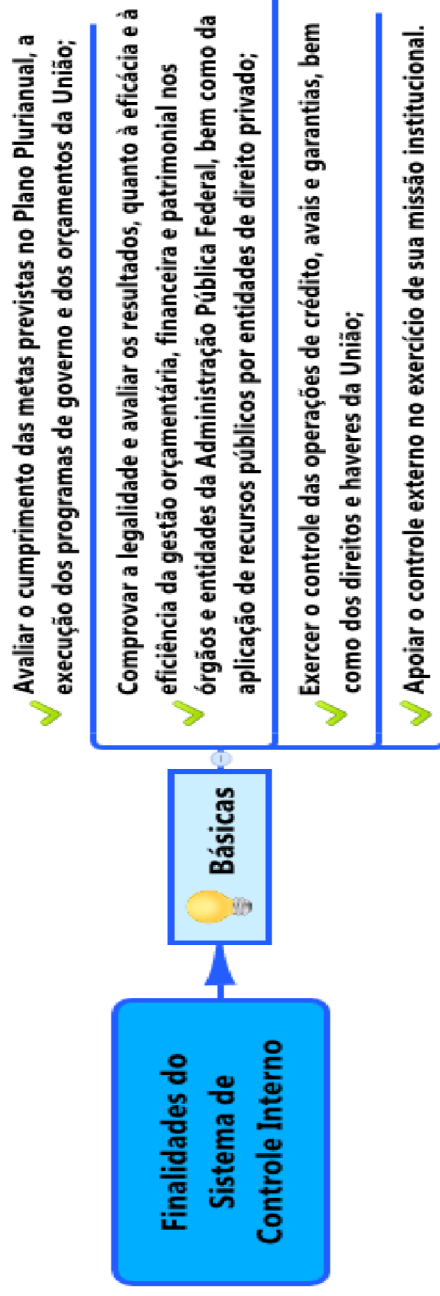 Finalidades do
Sistema de
Controle Interno
Básicas
Avaliar o cumprimento das metas previstas no Plano Plurianual, a
execução dos programas de governo e dos orçamentos da União;
Comprovar a legalidade e avaliar os resultados, quanto à eficácia e à
eficiência da gestão orçamentária, financeira e patrimonial nos
órgãos e entidades da Administração Pública Federal, bem como da
aplicação de recursos públicos por entidades de direito privado;
Exercer o controle das operações de crédito, avais e garantias, bem
como dos direitos e haveres da União;
Apoiar o controle externo no exercício de sua missão institucional.